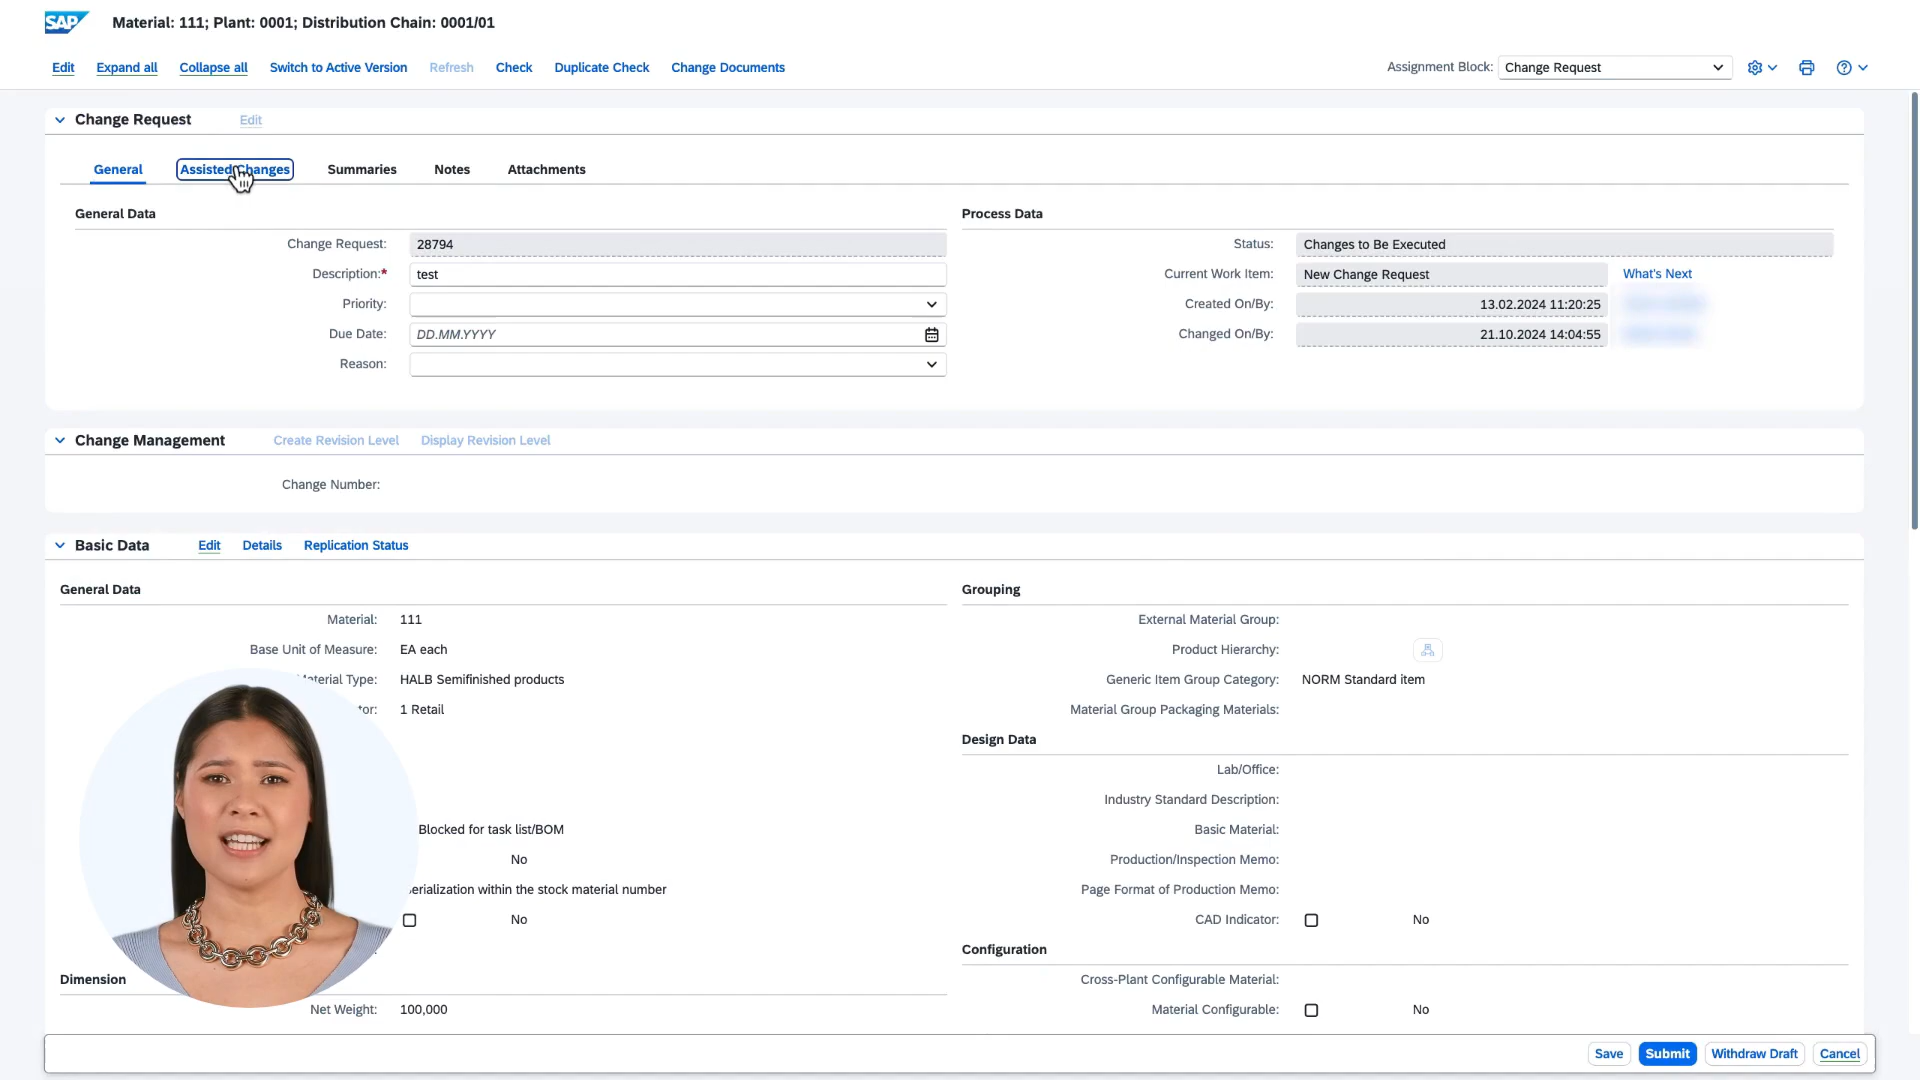 SAP Material: 111; Plant: 0001; Distribution Chain: 0001/01
Edit Expand all Collapse all Switch to Active Version Refresh Check Duplicate Check Change Documents Assignment Block: Change Request
Change Request Edit
General Assisted Changes Summaries Notes Attachments
General Data
Change Request: 28794
Description:* test
Priority:
Due Date: DD.MM.YYYY
Reason:
Process Data
Status: Changes to Be Executed
Current Work Item: New Change Request What's Next
Created On/By: 13.02.2024 11:20:25
Changed On/By: 21.10.2024 14:04:55
Change Management Create Revision Level Display Revision Level
Change Number:
Basic Data Edit Details Replication Status
General Data
Material: 111
Base Unit of Measure: EA each
Material Type: HALB Semifinished products
tor: 1 Retail
Blocked for task list/BOM
No
erialization within the stock material number
No
Dimension
Net Weight: 100,000
Grouping
External Material Group:
Product Hierarchy:
Generic Item Group Category: NORM Standard item
Material Group Packaging Materials:
Design Data
Lab/Office:
Industry Standard Description:
Basic Material:
Production/Inspection Memo:
Page Format of Production Memo:
CAD Indicator: No
Configuration
Cross-Plant Configurable Material:
Material Configurable: No
Save Submit Withdraw Draft Cancel